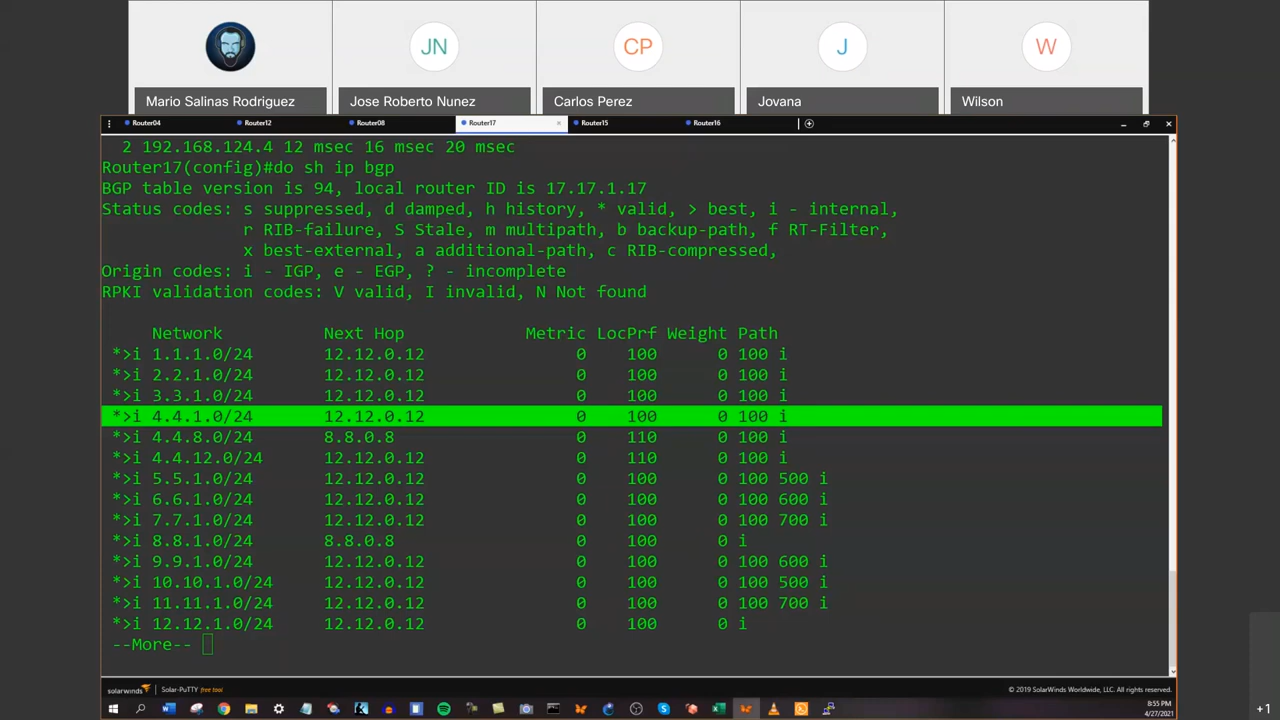 JN
CP
J
W
Mario Salinas Rodriguez
Jose Roberto Nunez
Carlos Perez
Jovana
Wilson
Router04 Router12 Router08 Router17 Router15 Router16
2 192.168.124.4 12 msec 16 msec 20 msec
Router17(config)#do sh ip bgp
BGP table version is 94, local router ID is 17.17.1.17
Status codes: s suppressed, d damped, h history, * valid, > best, i - internal,
r RIB-failure, S Stale, m multipath, b backup-path, f RT-Filter,
x best-external, a additional-path, c RIB-compressed,
Origin codes: i - IGP, e - EGP, ? - incomplete
RPKI validation codes: V valid, I invalid, N Not found
Network Next Hop Metric LocPrf Weight Path
*>i 1.1.1.0/24 12.12.0.12 0 100 0 100 i
*>i 2.2.1.0/24 12.12.0.12 0 100 0 100 i
*>i 3.3.1.0/24 12.12.0.12 0 100 0 100 i
*>i 4.4.1.0/24 12.12.0.12 0 100 0 100 i
*>i 4.4.8.0/24 8.8.0.8 0 110 0 100 i
*>i 4.4.12.0/24 12.12.0.12 0 110 0 100 i
*>i 5.5.1.0/24 12.12.0.12 0 100 0 100 500 i
*>i 6.6.1.0/24 12.12.0.12 0 100 0 100 600 i
*>i 7.7.1.0/24 12.12.0.12 0 100 0 100 700 i
*>i 8.8.1.0/24 8.8.0.8 0 100 0 i
*>i 9.9.1.0/24 12.12.0.12 0 100 0 100 600 i
*>i 10.10.1.0/24 12.12.0.12 0 100 0 100 500 i
*>i 11.11.1.0/24 12.12.0.12 0 100 0 100 700 i
*>i 12.12.1.0/24 12.12.0.12 0 100 0 i
--More--
solarwinds Solar-PuTTY free tool © 2019 SolarWinds Worldwide, LLC. All rights reserved.
8:55 PM
4/27/2021
+1